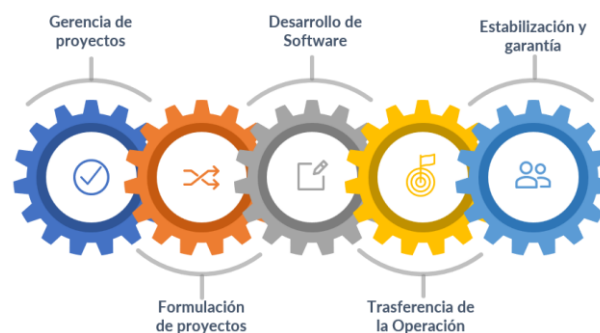 Gerencia de
proyectos
Desarrollo de
Software
Estabilización y
garantía
Formulación
de proyectos
Trasferencia de
la Operación